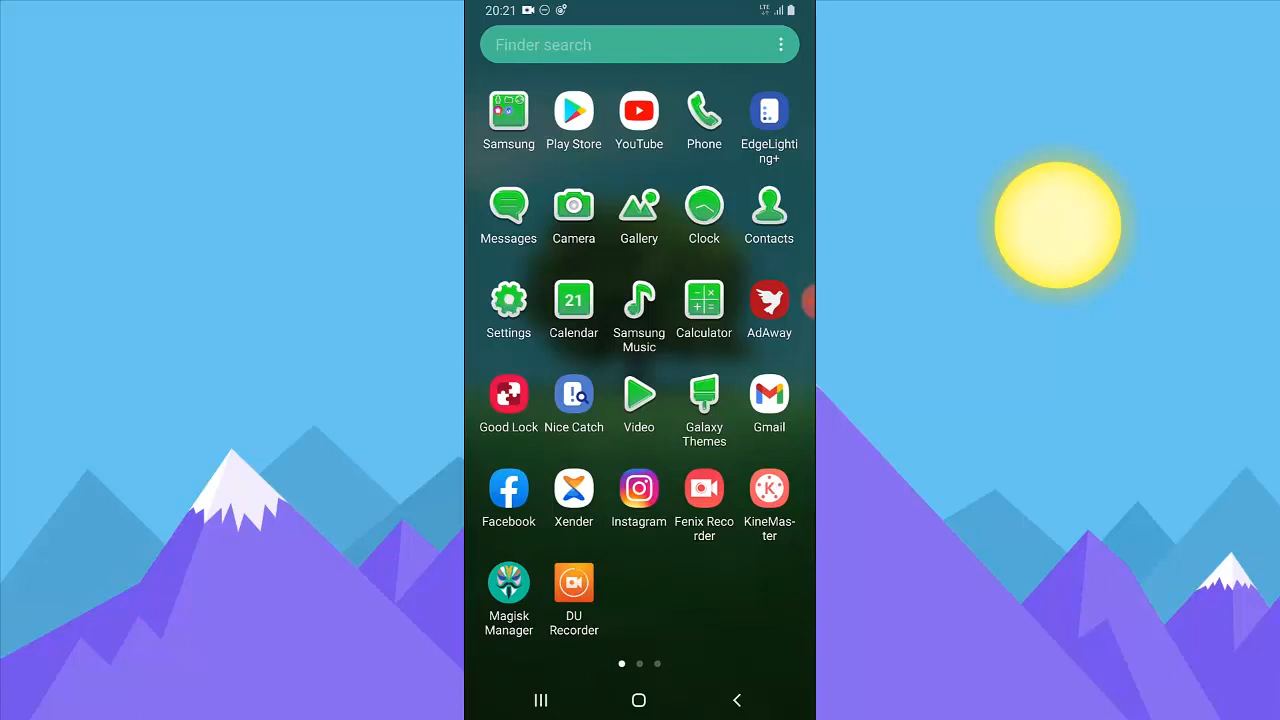 20:21
LTE
Finder search
Samsung
Play Store
YouTube
Phone
EdgeLighti
ng+
Messages
Camera
Gallery
Clock
Contacts
Settings
21
Calendar
Samsung
Music
Calculator
AdAway
Good Lock
Nice Catch
Video
Galaxy
Themes
Gmail
Facebook
Xender
Instagram
Fenix Reco
rder
K
KineMas-
ter
Magisk
Manager
DU
Recorder